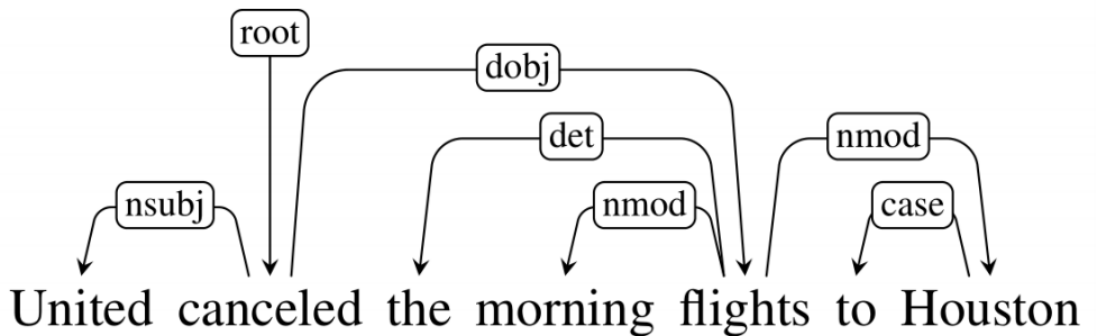 root
dobj
det nmod
nsubj nmod case
United canceled the morning flights to Houston